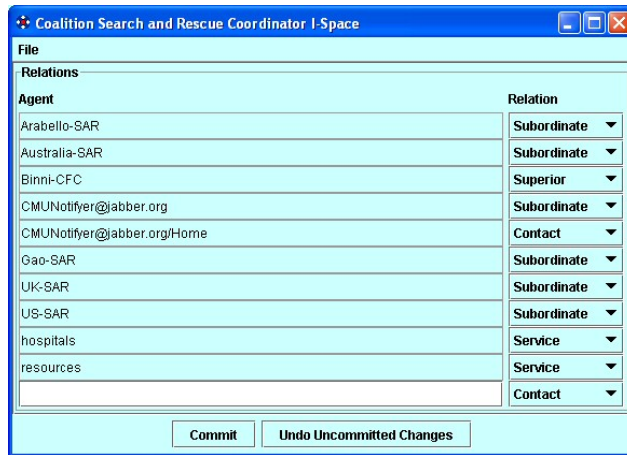 Coalition Search and Rescue Coordinator I-Space
File
Relations
Agent Relation
Arabello-SAR Subordinate
Australia-SAR Subordinate
Binni-CFC Superior
CMUNotifyer@jabber.org Subordinate
CMUNotifyer@jabber.org/Home Contact
Gao-SAR Subordinate
UK-SAR Subordinate
US-SAR Subordinate
hospitals Service
resources Service
Contact
Commit Undo Uncommitted Changes